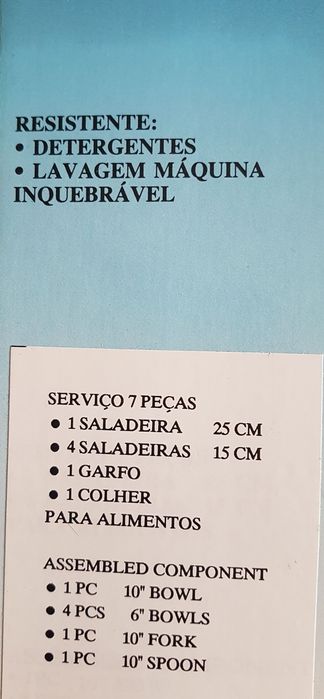 RESISTENTE:
• DETERGENTES
• LAVAGEM MÁQUINA
INQUEBRÁVEL
SERVIÇO 7 PEÇAS
• 1 SALADEIRA 25 CM
• 4 SALADEIRAS 15 CM
• 1 GARFO
• 1 COLHER
PARA ALIMENTOS
ASSEMBLED COMPONENT
• 1 PC 10" BOWL
• 4 PCS 6" BOWLS
• 1 PC 10" FORK
• 1 PC 10" SPOON